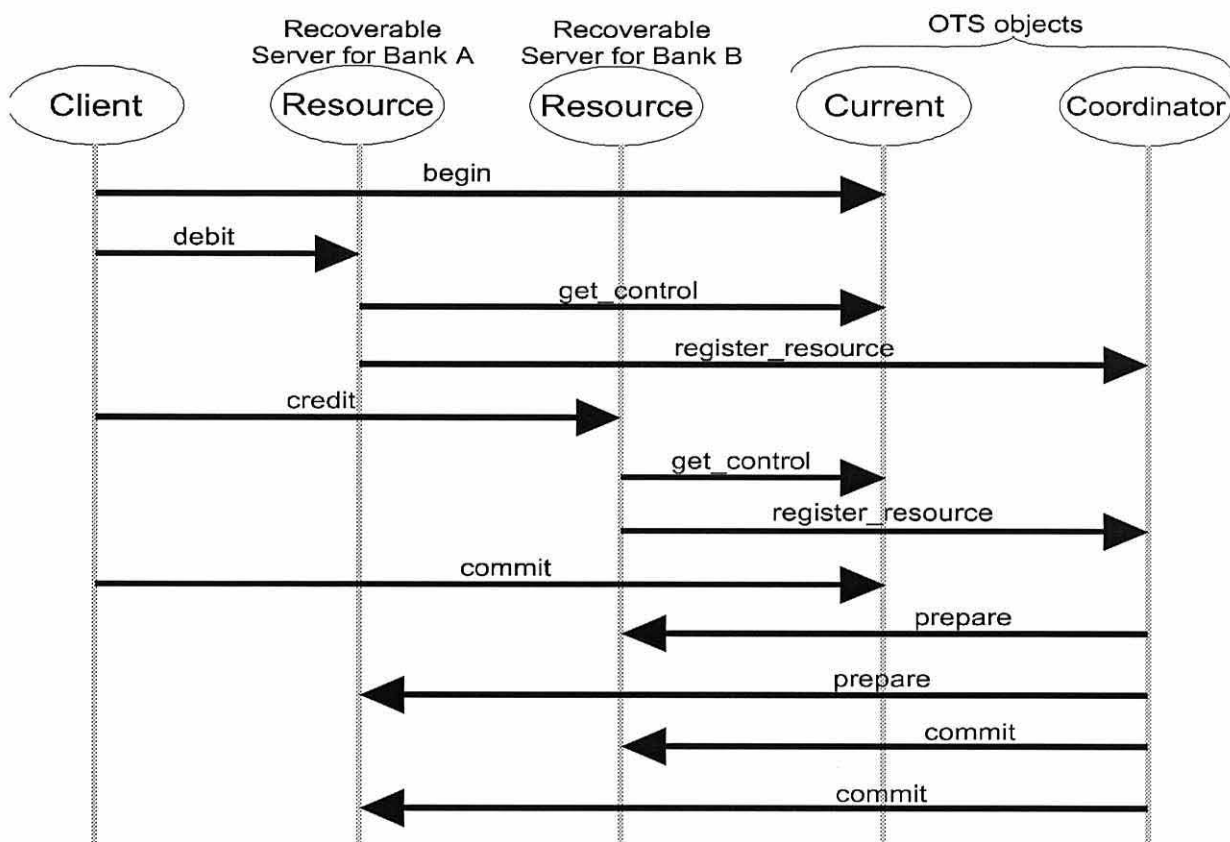 Recoverable
Server for Bank A
Recoverable
Server for Bank B
OTS objects
Client
Resource
Resource
Current
Coordinator
begin
debit
get_control
register_resource
credit
get_control
register_resource
commit
prepare
prepare
commit
commit